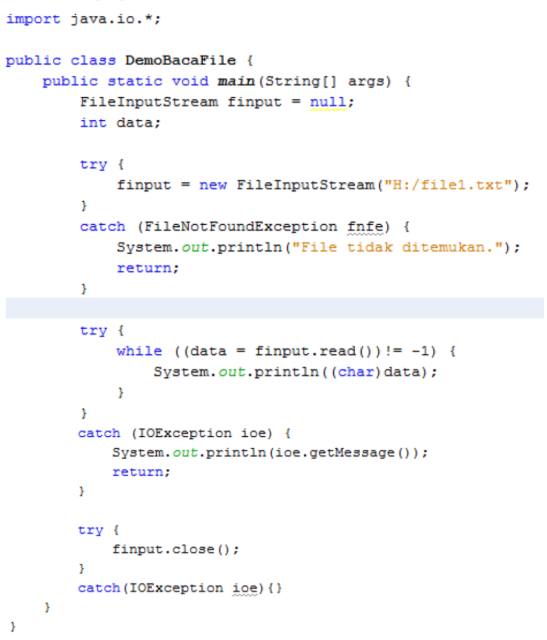 import java.io.*;

public class DemoBacaFile {
    public static void main(String[] args) {
        FileInputStream finput = null;
        int data;

        try {
            finput = new FileInputStream("H:/file1.txt");
        }
        catch (FileNotFoundException fnfe) {
            System.out.println("File tidak ditemukan.");
            return;
        }

        try {
            while ((data = finput.read())!= -1) {
                System.out.println((char)data);
            }
        }
        catch (IOException ioe) {
            System.out.println(ioe.getMessage());
            return;
        }

        try {
            finput.close();
        }
        catch(IOException ioe){}
    }
}